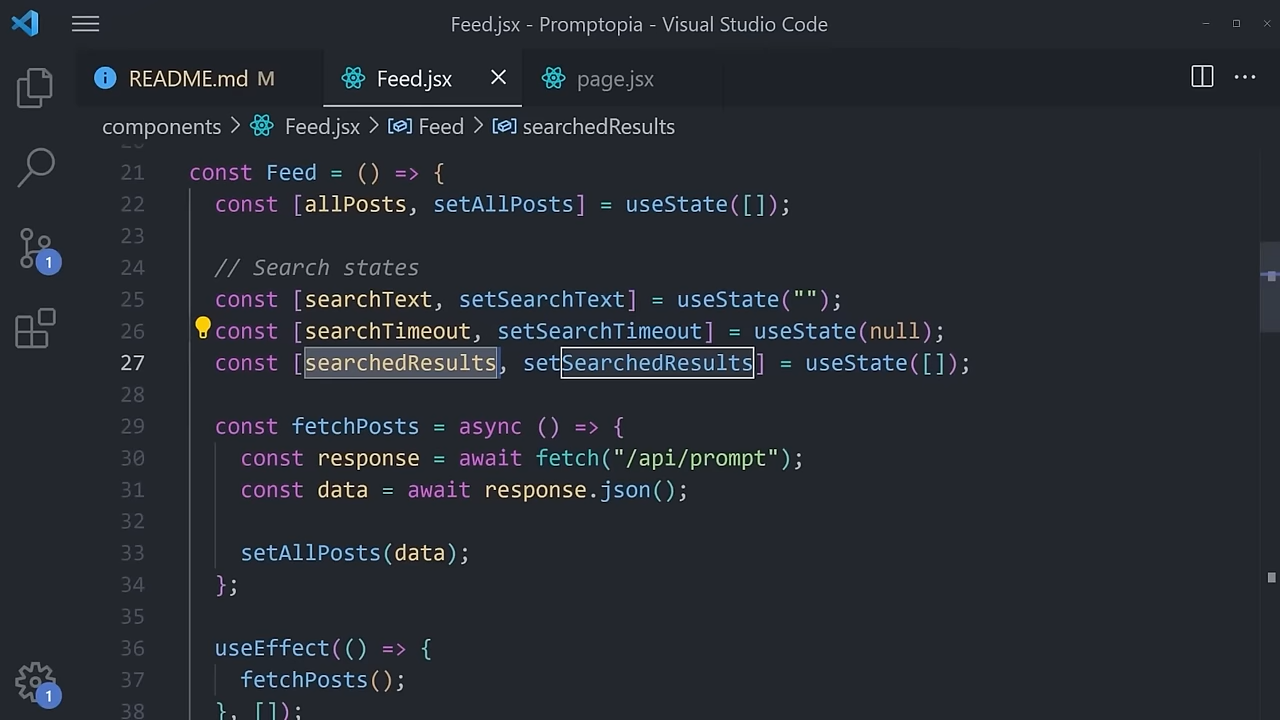 Feed.jsx - Promptopia - Visual Studio Code
README.md M
Feed.jsx
page.jsx
components > Feed.jsx > Feed > searchedResults
20
21 const Feed = () => {
22 const [allPosts, setAllPosts] = useState([]);
23
24 // Search states
25 const [searchText, setSearchText] = useState("");
26 const [searchTimeout, setSearchTimeout] = useState(null);
27 const [searchedResults, setSearchedResults] = useState([]);
28
29 const fetchPosts = async () => {
30 const response = await fetch("/api/prompt");
31 const data = await response.json();
32
33 setAllPosts(data);
34 };
35
36 useEffect(() => {
37 fetchPosts();
38 }, []);
1
1